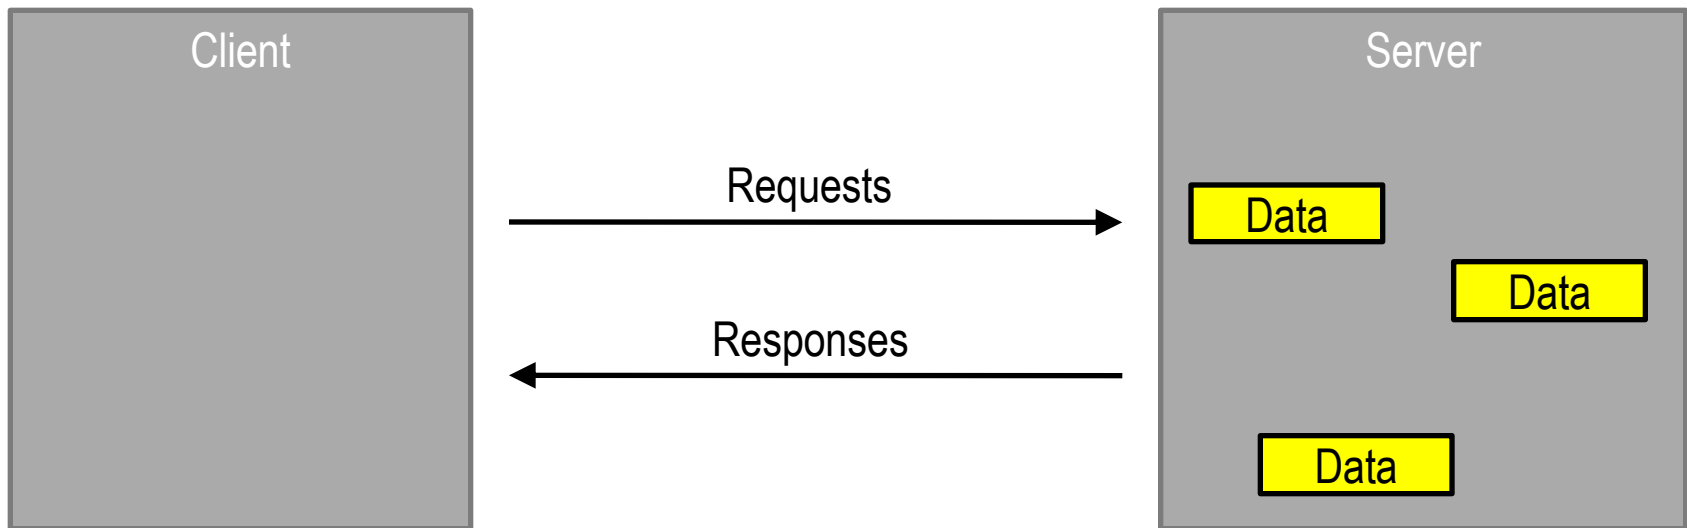 Client
Server
Requests
Data
Data
Responses
Data